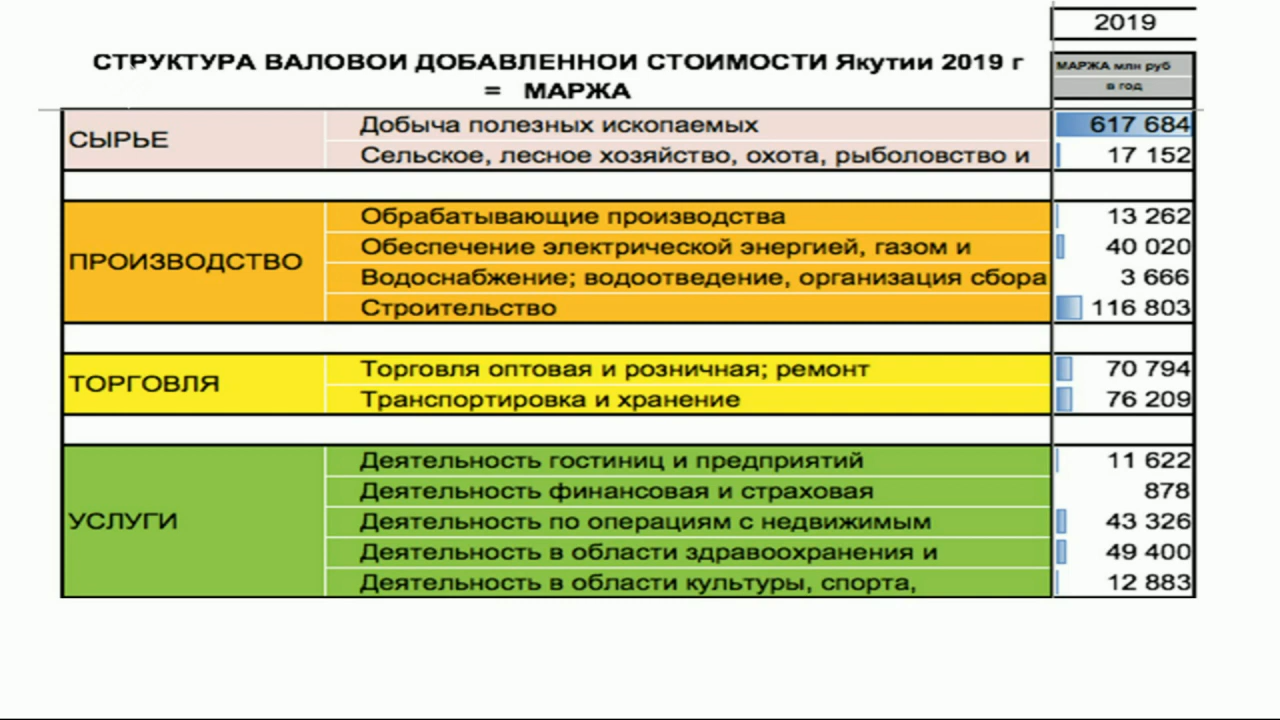 2019
СТРУКТУРА ВАЛОВОЙ ДОБАВЛЕННОЙ СТОИМОСТИ Якутии 2019 г
= МАРЖА
МАРЖА млн руб
в год
СЫРЬЕ
Добыча полезных ископаемых 617 684
Сельское, лесное хозяйство, охота, рыболовство и 17 152
ПРОИЗВОДСТВО
Обрабатывающие производства 13 262
Обеспечение электрической энергией, газом и 40 020
Водоснабжение; водоотведение, организация сбора 3 666
Строительство 116 803
ТОРГОВЛЯ
Торговля оптовая и розничная; ремонт 70 794
Транспортировка и хранение 76 209
УСЛУГИ
Деятельность гостиниц и предприятий 11 622
Деятельность финансовая и страховая 878
Деятельность по операциям с недвижимым 43 326
Деятельность в области здравоохранения и 49 400
Деятельность в области культуры, спорта, 12 883